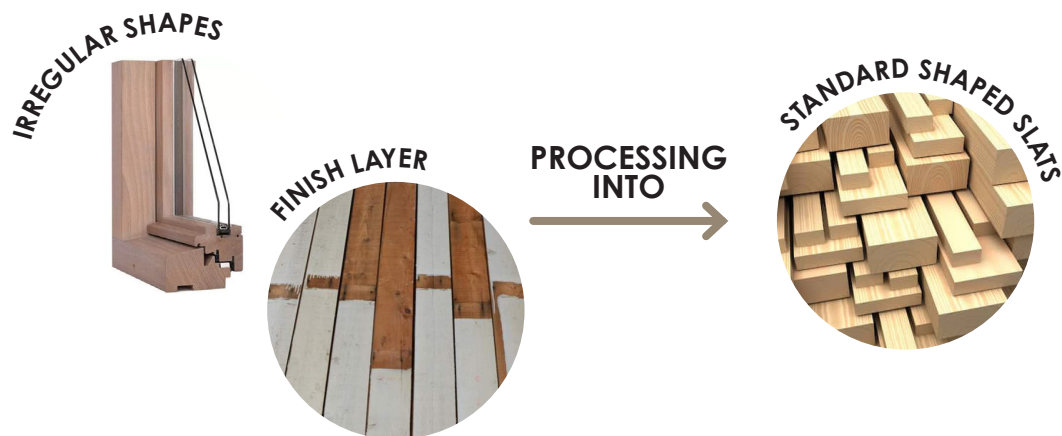 IRREGULAR SHAPES
FINISH LAYER
PROCESSING
INTO
STANDARD SHAPED SLATS